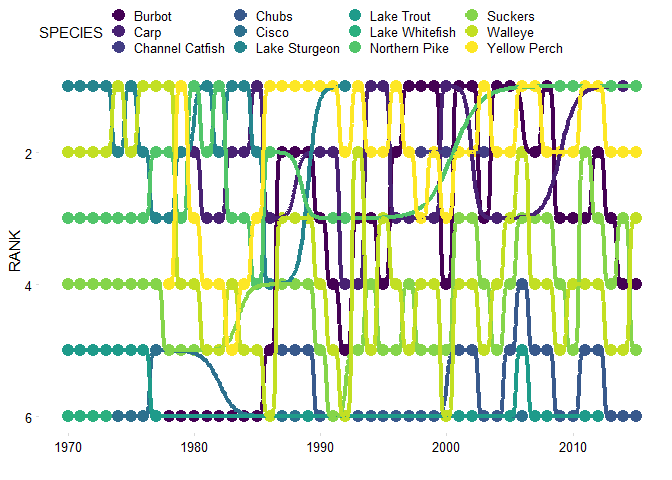 Burbot Chubs Lake Trout Suckers
SPECIES Carp Cisco Lake Whitefish Walleye
Channel Catfish Lake Sturgeon Northern Pike Yellow Perch
2
RANK
4
6
1970 1980 1990 2000 2010